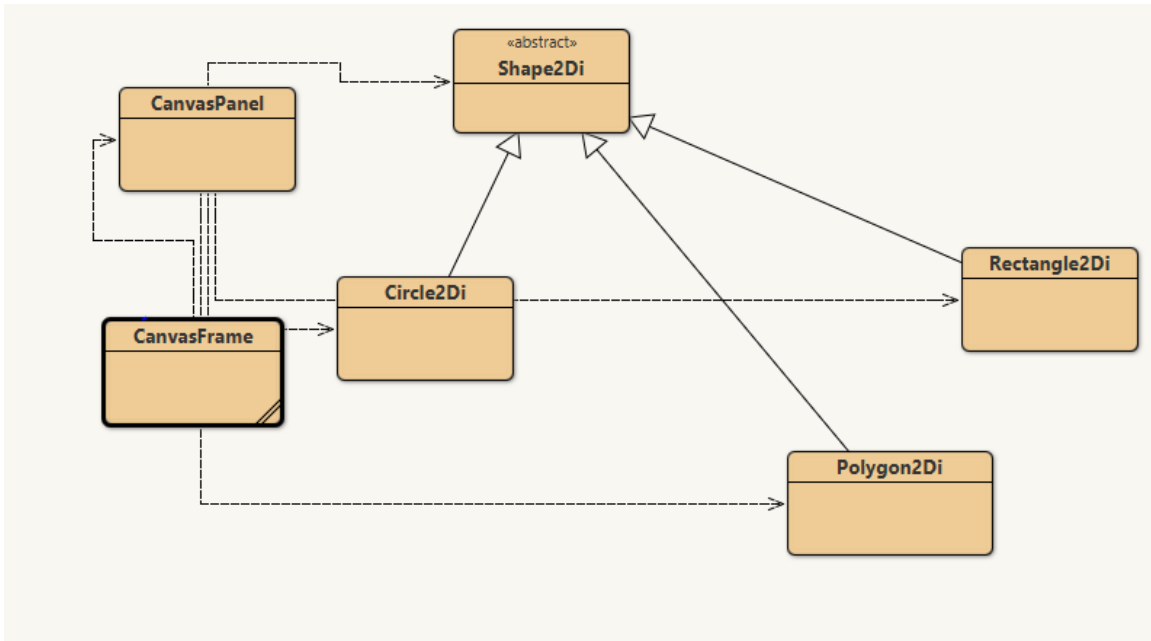 «abstract»
Shape2Di
CanvasPanel
Rectangle2Di
Circle2Di
CanvasFrame
Polygon2Di